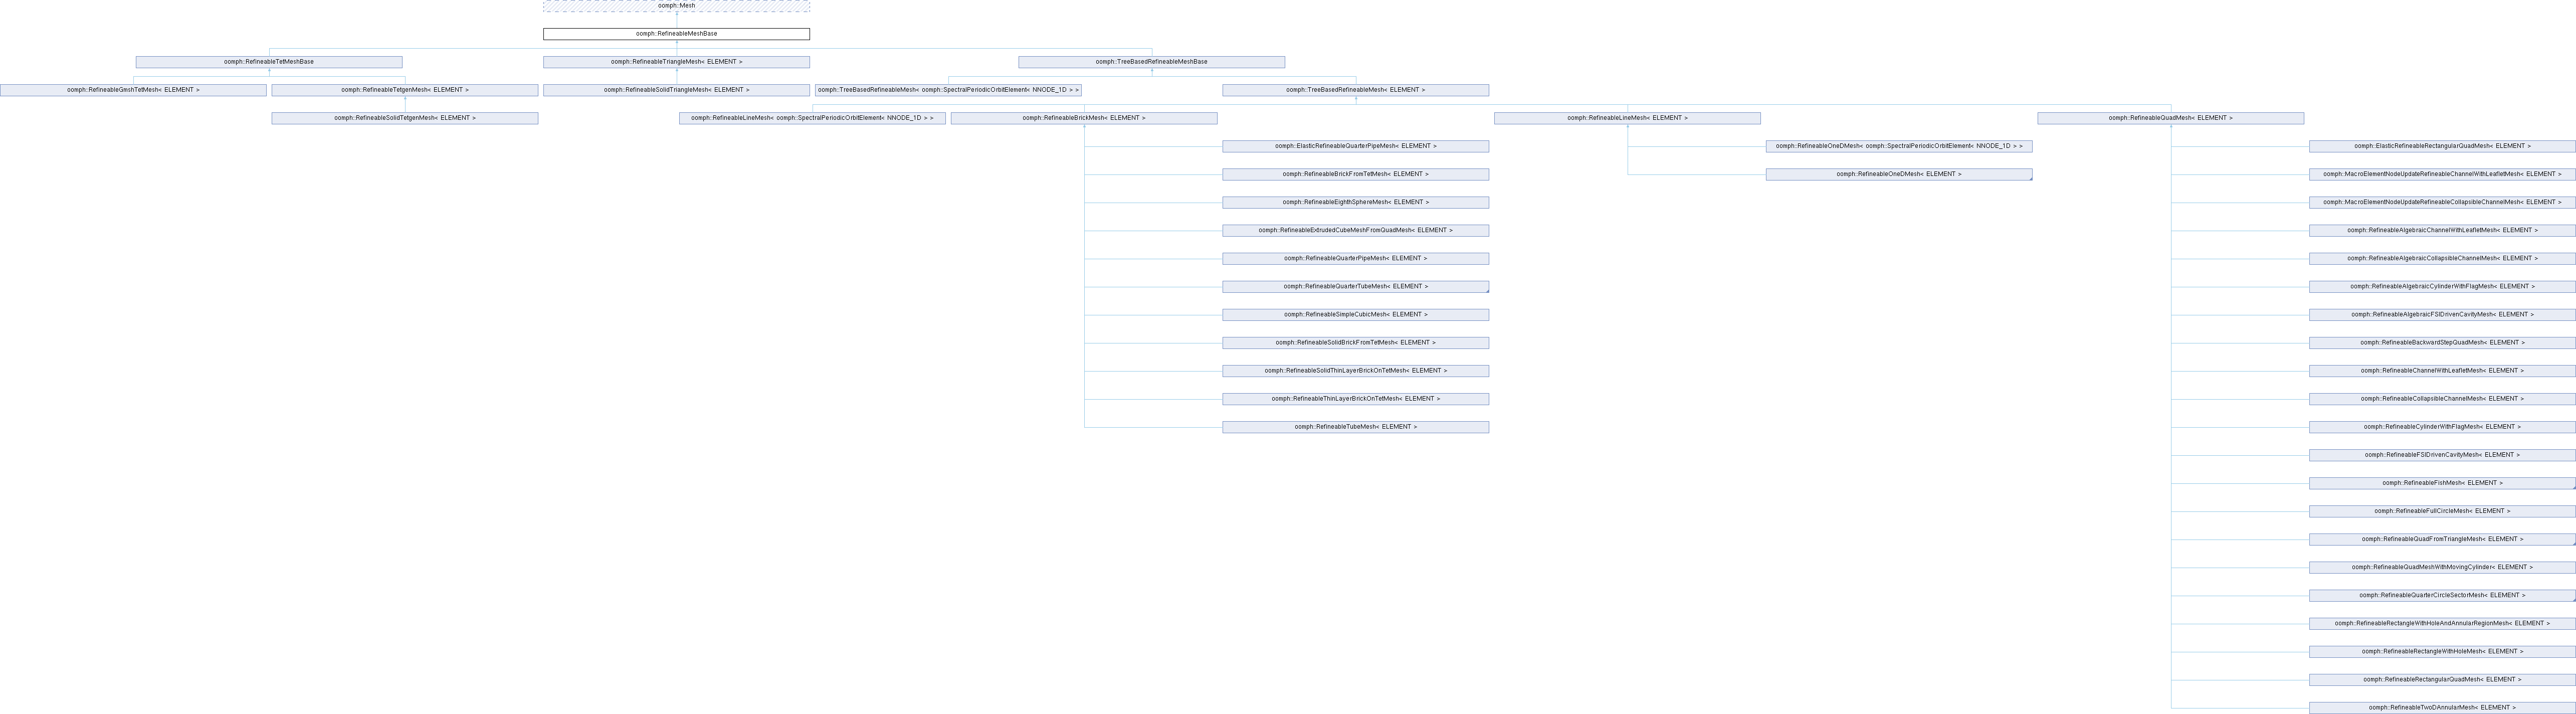 oomph::Mesh
oomph::RefineableMeshBase
oomph::RefineableTetMeshBase
oomph::RefineableTriangleMesh< ELEMENT >
oomph::TreeBasedRefineableMeshBase
oomph::RefineableGmshTetMesh< ELEMENT >
oomph::RefineableTetgenMesh< ELEMENT >
oomph::RefineableSolidTriangleMesh< ELEMENT >
oomph::TreeBasedRefineableMesh< oomph::SpectralPeriodicOrbitElement< NNODE_1D > >
oomph::TreeBasedRefineableMesh< ELEMENT >
oomph::RefineableSolidTetgenMesh< ELEMENT >
oomph::RefineableLineMesh< oomph::SpectralPeriodicOrbitElement< NNODE_1D > >
oomph::RefineableBrickMesh< ELEMENT >
oomph::RefineableLineMesh< ELEMENT >
oomph::RefineableQuadMesh< ELEMENT >
oomph::ElasticRefineableQuarterPipeMesh< ELEMENT >
oomph::RefineableOneDMesh< oomph::SpectralPeriodicOrbitElement< NNODE_1D > >
oomph::ElasticRefineableRectangularQuadMesh< ELEMENT >
oomph::RefineableBrickFromTetMesh< ELEMENT >
oomph::RefineableOneDMesh< ELEMENT >
oomph::MacroElementNodeUpdateRefineableChannelWithLeafletMesh< ELEMENT >
oomph::RefineableEighthSphereMesh< ELEMENT >
oomph::MacroElementNodeUpdateRefineableCollapsibleChannelMesh< ELEMENT >
oomph::RefineableExtrudedCubeMeshFromQuadMesh< ELEMENT >
oomph::RefineableAlgebraicChannelWithLeafletMesh< ELEMENT >
oomph::RefineableQuarterPipeMesh< ELEMENT >
oomph::RefineableAlgebraicCollapsibleChannelMesh< ELEMENT >
oomph::RefineableQuarterTubeMesh< ELEMENT >
oomph::RefineableAlgebraicCylinderWithFlagMesh< ELEMENT >
oomph::RefineableSimpleCubicMesh< ELEMENT >
oomph::RefineableAlgebraicFSIDrivenCavityMesh< ELEMENT >
oomph::RefineableSolidBrickFromTetMesh< ELEMENT >
oomph::RefineableBackwardStepQuadMesh< ELEMENT >
oomph::RefineableSolidThinLayerBrickOnTetMesh< ELEMENT >
oomph::RefineableChannelWithLeafletMesh< ELEMENT >
oomph::RefineableThinLayerBrickOnTetMesh< ELEMENT >
oomph::RefineableCollapsibleChannelMesh< ELEMENT >
oomph::RefineableTubeMesh< ELEMENT >
oomph::RefineableCylinderWithFlagMesh< ELEMENT >
oomph::RefineableFSIDrivenCavityMesh< ELEMENT >
oomph::RefineableFishMesh< ELEMENT >
oomph::RefineableFullCircleMesh< ELEMENT >
oomph::RefineableQuadFromTriangleMesh< ELEMENT >
oomph::RefineableQuadMeshWithMovingCylinder< ELEMENT >
oomph::RefineableQuarterCircleSectorMesh< ELEMENT >
oomph::RefineableRectangleWithHoleAndAnnularRegionMesh< ELEMENT >
oomph::RefineableRectangleWithHoleMesh< ELEMENT >
oomph::RefineableRectangularQuadMesh< ELEMENT >
oomph::RefineableTwoDAnnularMesh< ELEMENT >